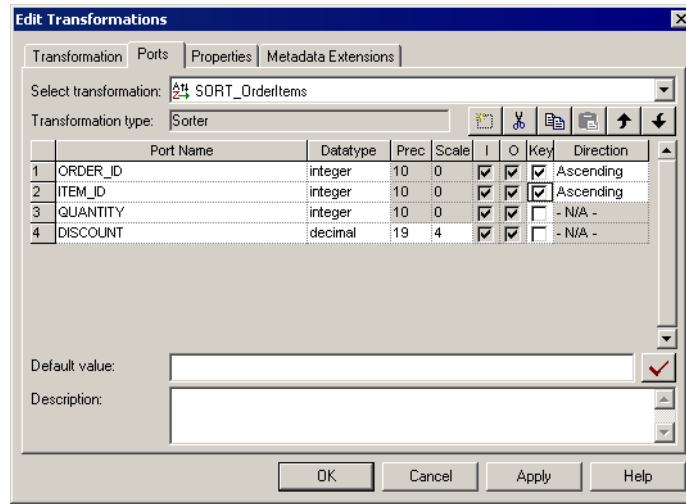 Edit Transformations
Transformation Ports Properties Metadata Extensions
Select transformation: SORT_OrderItems
Transformation type: Sorter
Port Name Datatype Prec Scale I O Key Direction
1 ORDER_ID integer 10 0 Ascending
2 ITEM_ID integer 10 0 Ascending
3 QUANTITY integer 10 0 - N/A -
4 DISCOUNT decimal 19 4 - N/A -
Default value:
Description:
OK Cancel Apply Help